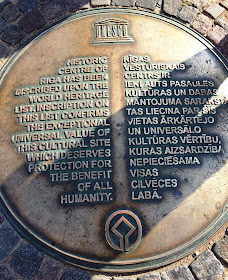 UNESCO
HISTORIC
CENTRE OF
RIGA HAS BEEN
INSCRIBED UPON THE
WORLD HERITAGE
LIST. INSCRIPTION ON
THIS LIST CONFIRMS
THE EXCEPTIONAL
UNIVERSAL VALUE OF
THIS CULTURAL SITE
WHICH DESERVES
PROTECTION FOR
THE BENEFIT
OF ALL
HUMANITY.
RĪGAS
VĒSTURISKAIS
CENTRS IR
IEKĻAUTS PASAULES
KULTŪRAS UN DABAS
MANTOJUMA SARAKSTĀ.
TAS LIECINA PAR ŠĪS
VIETAS ĀRKĀRTĒJO
UN UNIVERSĀLO
KULTŪRAS VĒRTĪBU,
KURAS AIZSARDZĪBA
NEPIECIEŠAMA
VISAS
CILVĒCES
LABĀ.